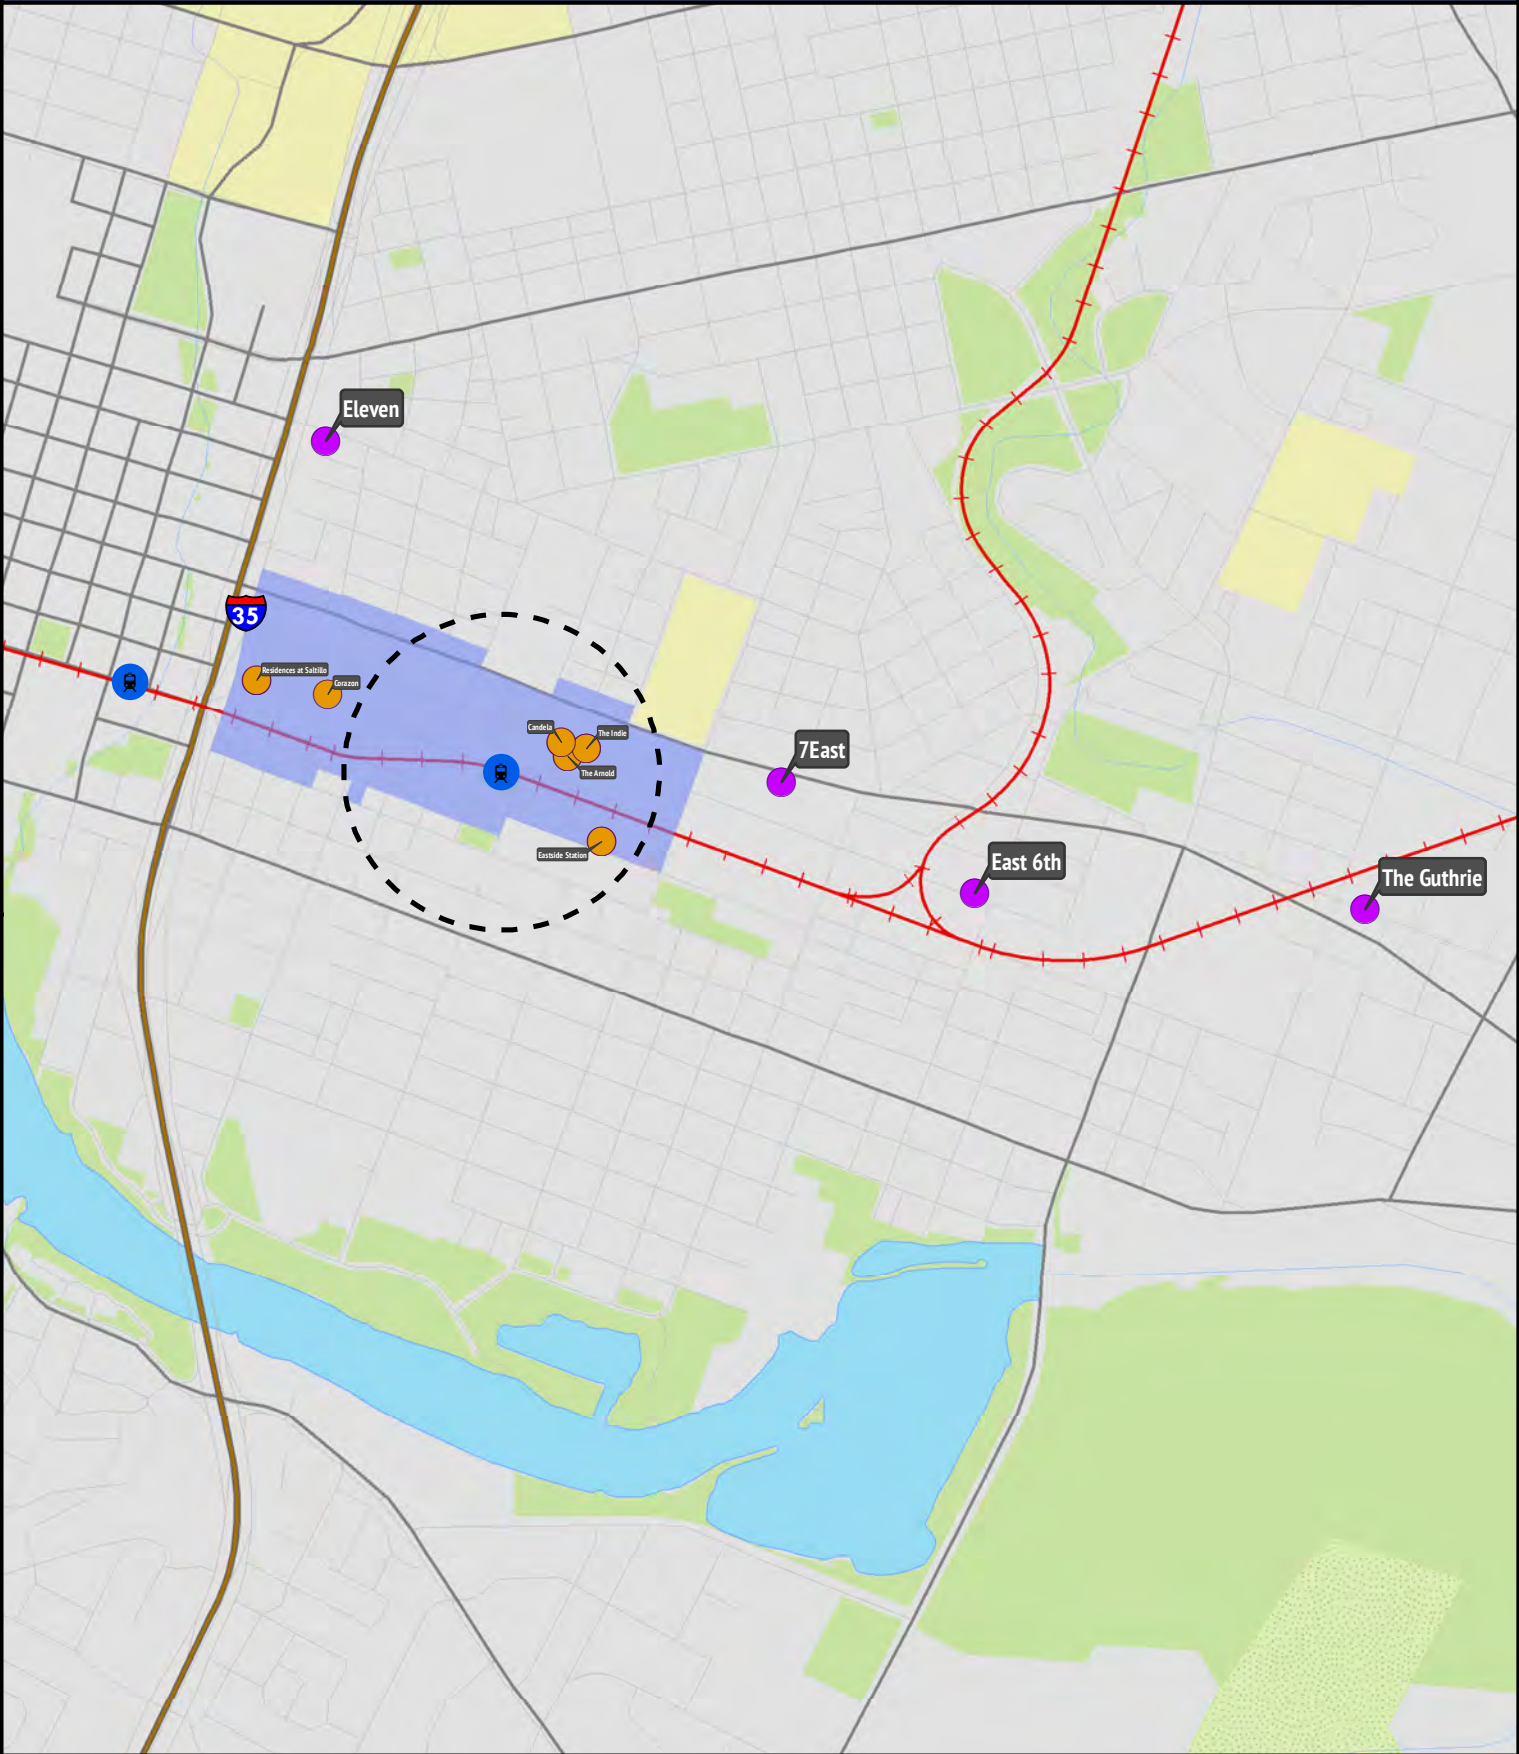 Eleven
35
Residences at Saltillo
Corazon
Candela
The Indie
The Arnold
7East
Eastside Station
East 6th
The Guthrie